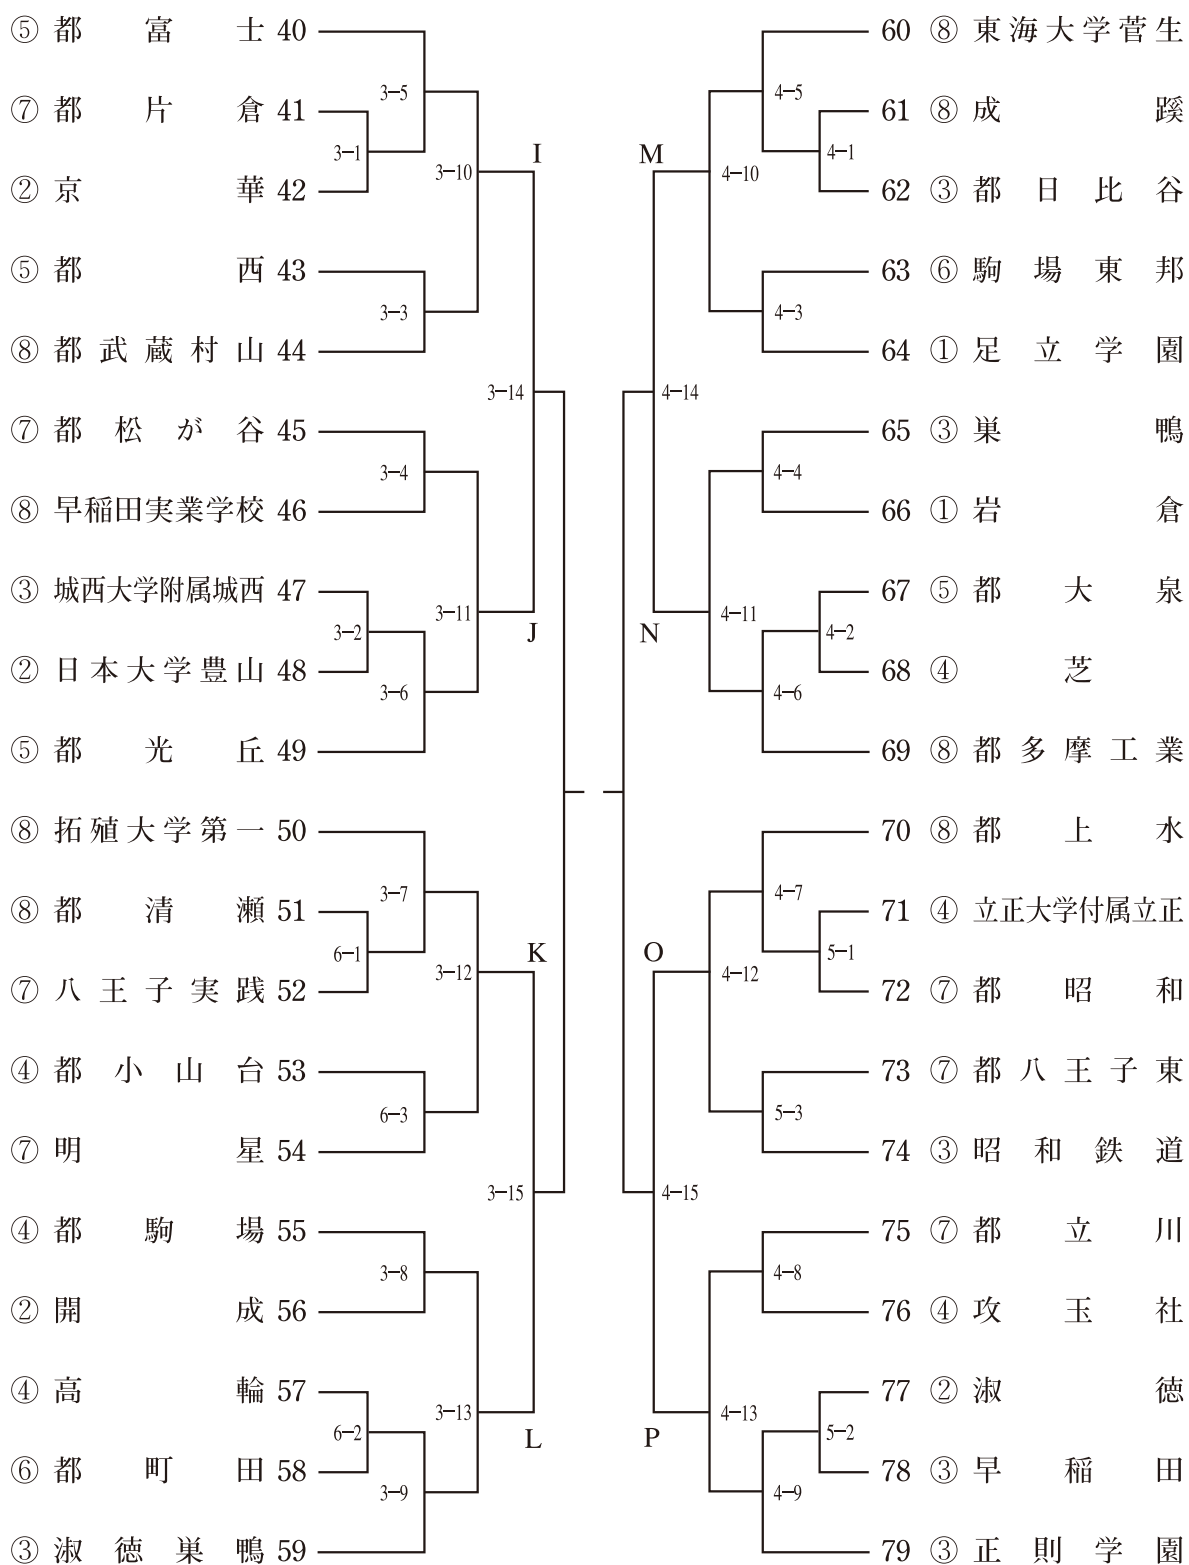 ⑤ 都富士 40
3-5
⑦ 都片倉 41
3-1
② 京華 42
3-10
I
⑤ 都西 43
3-3
⑧ 都武蔵村山 44
3-14
⑦ 都松が谷 45
3-4
⑧ 早稲田実業学校 46
③ 城西大学附属城西 47
3-2
3-11
J
② 日本大学豊山 48
3-6
⑤ 都光丘 49
⑧ 拓殖大学第一 50
3-7
⑧ 都清瀬 51
6-1
⑦ 八王子実践 52
3-12
K
④ 都小山台 53
6-3
⑦ 明星 54
3-15
④ 都駒場 55
3-8
② 開成 56
④ 高輪 57
6-2
3-13
L
⑥ 都町田 58
3-9
③ 淑徳巣鴨 59
60 ⑧ 東海大学菅生
4-5
61 ⑧ 成蹊
4-1
62 ③ 都日比谷
M
4-10
63 ⑥ 駒場東邦
4-3
64 ① 足立学園
4-14
65 ③ 巣鴨
4-4
66 ① 岩倉
67 ⑤ 都大泉
4-2
N
4-11
68 ④ 芝
4-6
69 ⑧ 都多摩工業
70 ⑧ 都上水
4-7
71 ④ 立正大学付属立正
5-1
72 ⑦ 都昭和
O
4-12
73 ⑦ 都八王子東
5-3
74 ③ 昭和鉄道
4-15
75 ⑦ 都立川
4-8
76 ④ 攻玉社
77 ② 淑徳
5-2
P
4-13
78 ③ 早稲田
4-9
79 ③ 正則学園